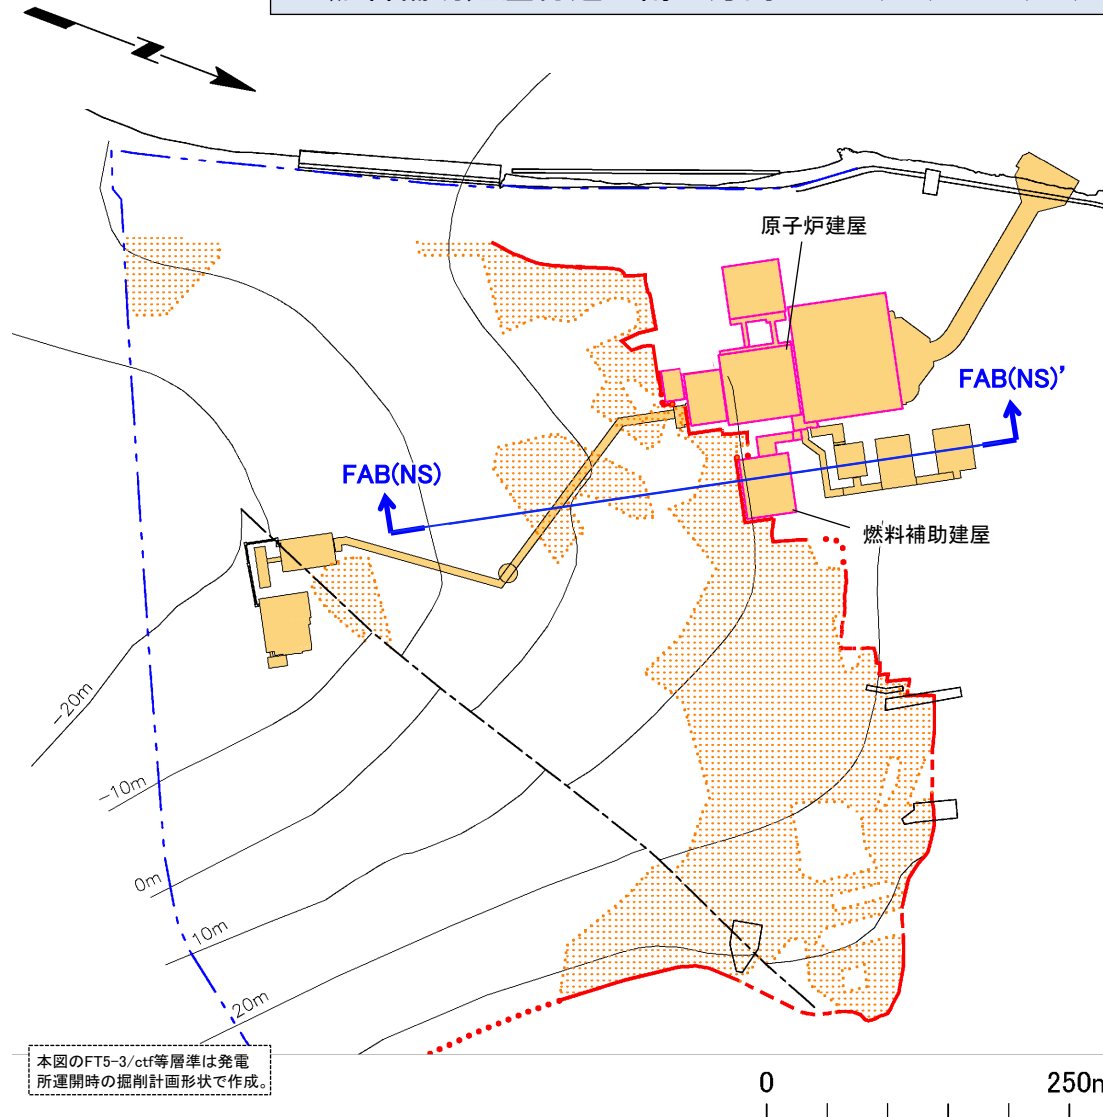 原子炉建屋
FAB(NS)'
FAB(NS)
燃料補助建屋
-20m
-10m
0m
10m
20m
本図のFT5-3/ctf等層準は発電
所運開時の掘削計画形状で作成。
0
250m